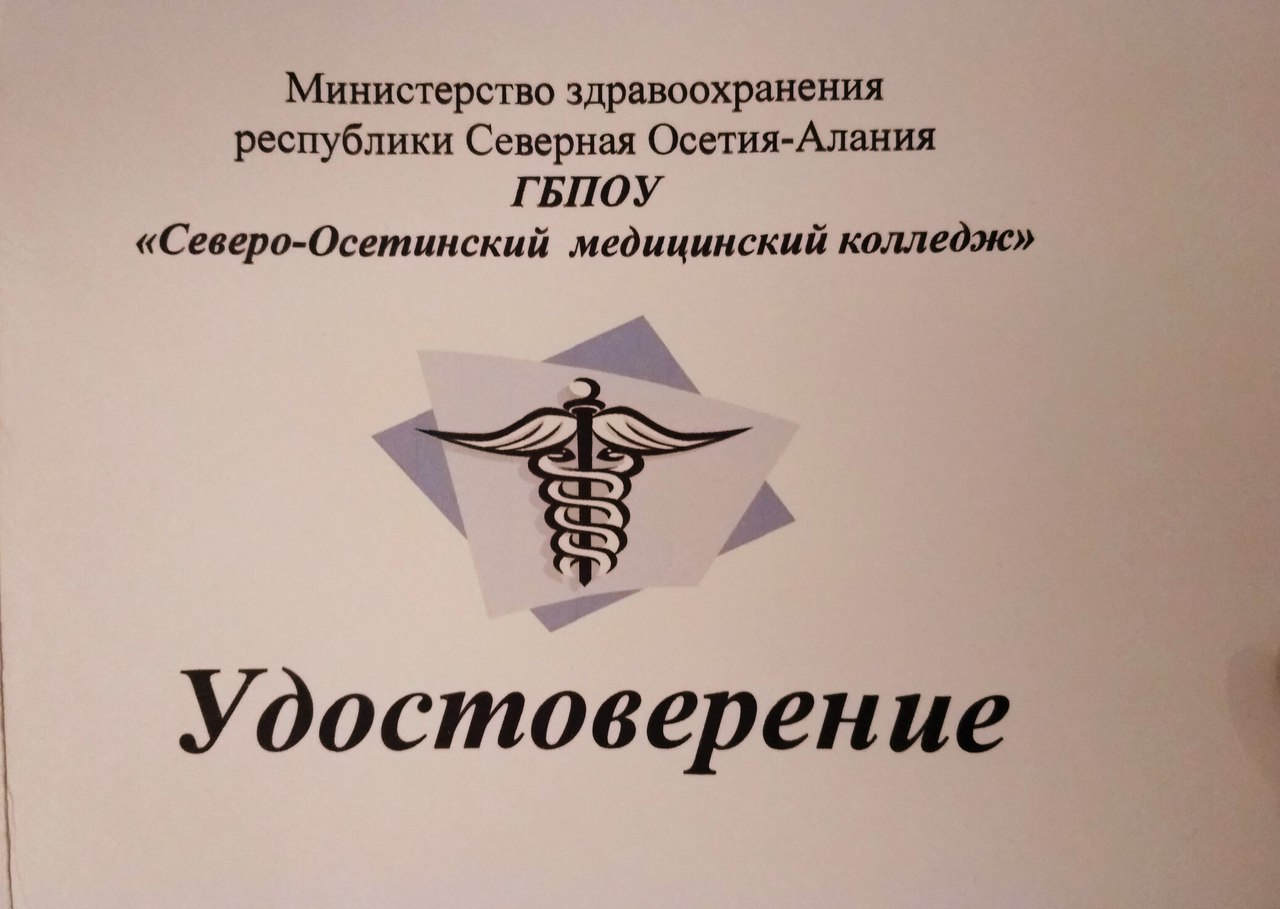 Министерство здравоохранения
республики Северная Осетия-Алания
ГБПОУ
«Северо-Осетинский медицинский колледж»
Удостоверение